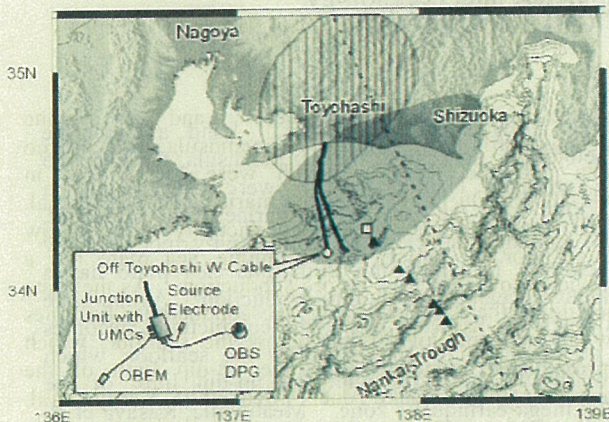 Nagoya
35N
Toyohashi
Shizuoka
34N
Off Toyohashi W Cable
Junction
Unit with
UMCs
Source
Electrode
OBS
DPG
OBEM
Nankai Trough
136E
137E
138E
139E